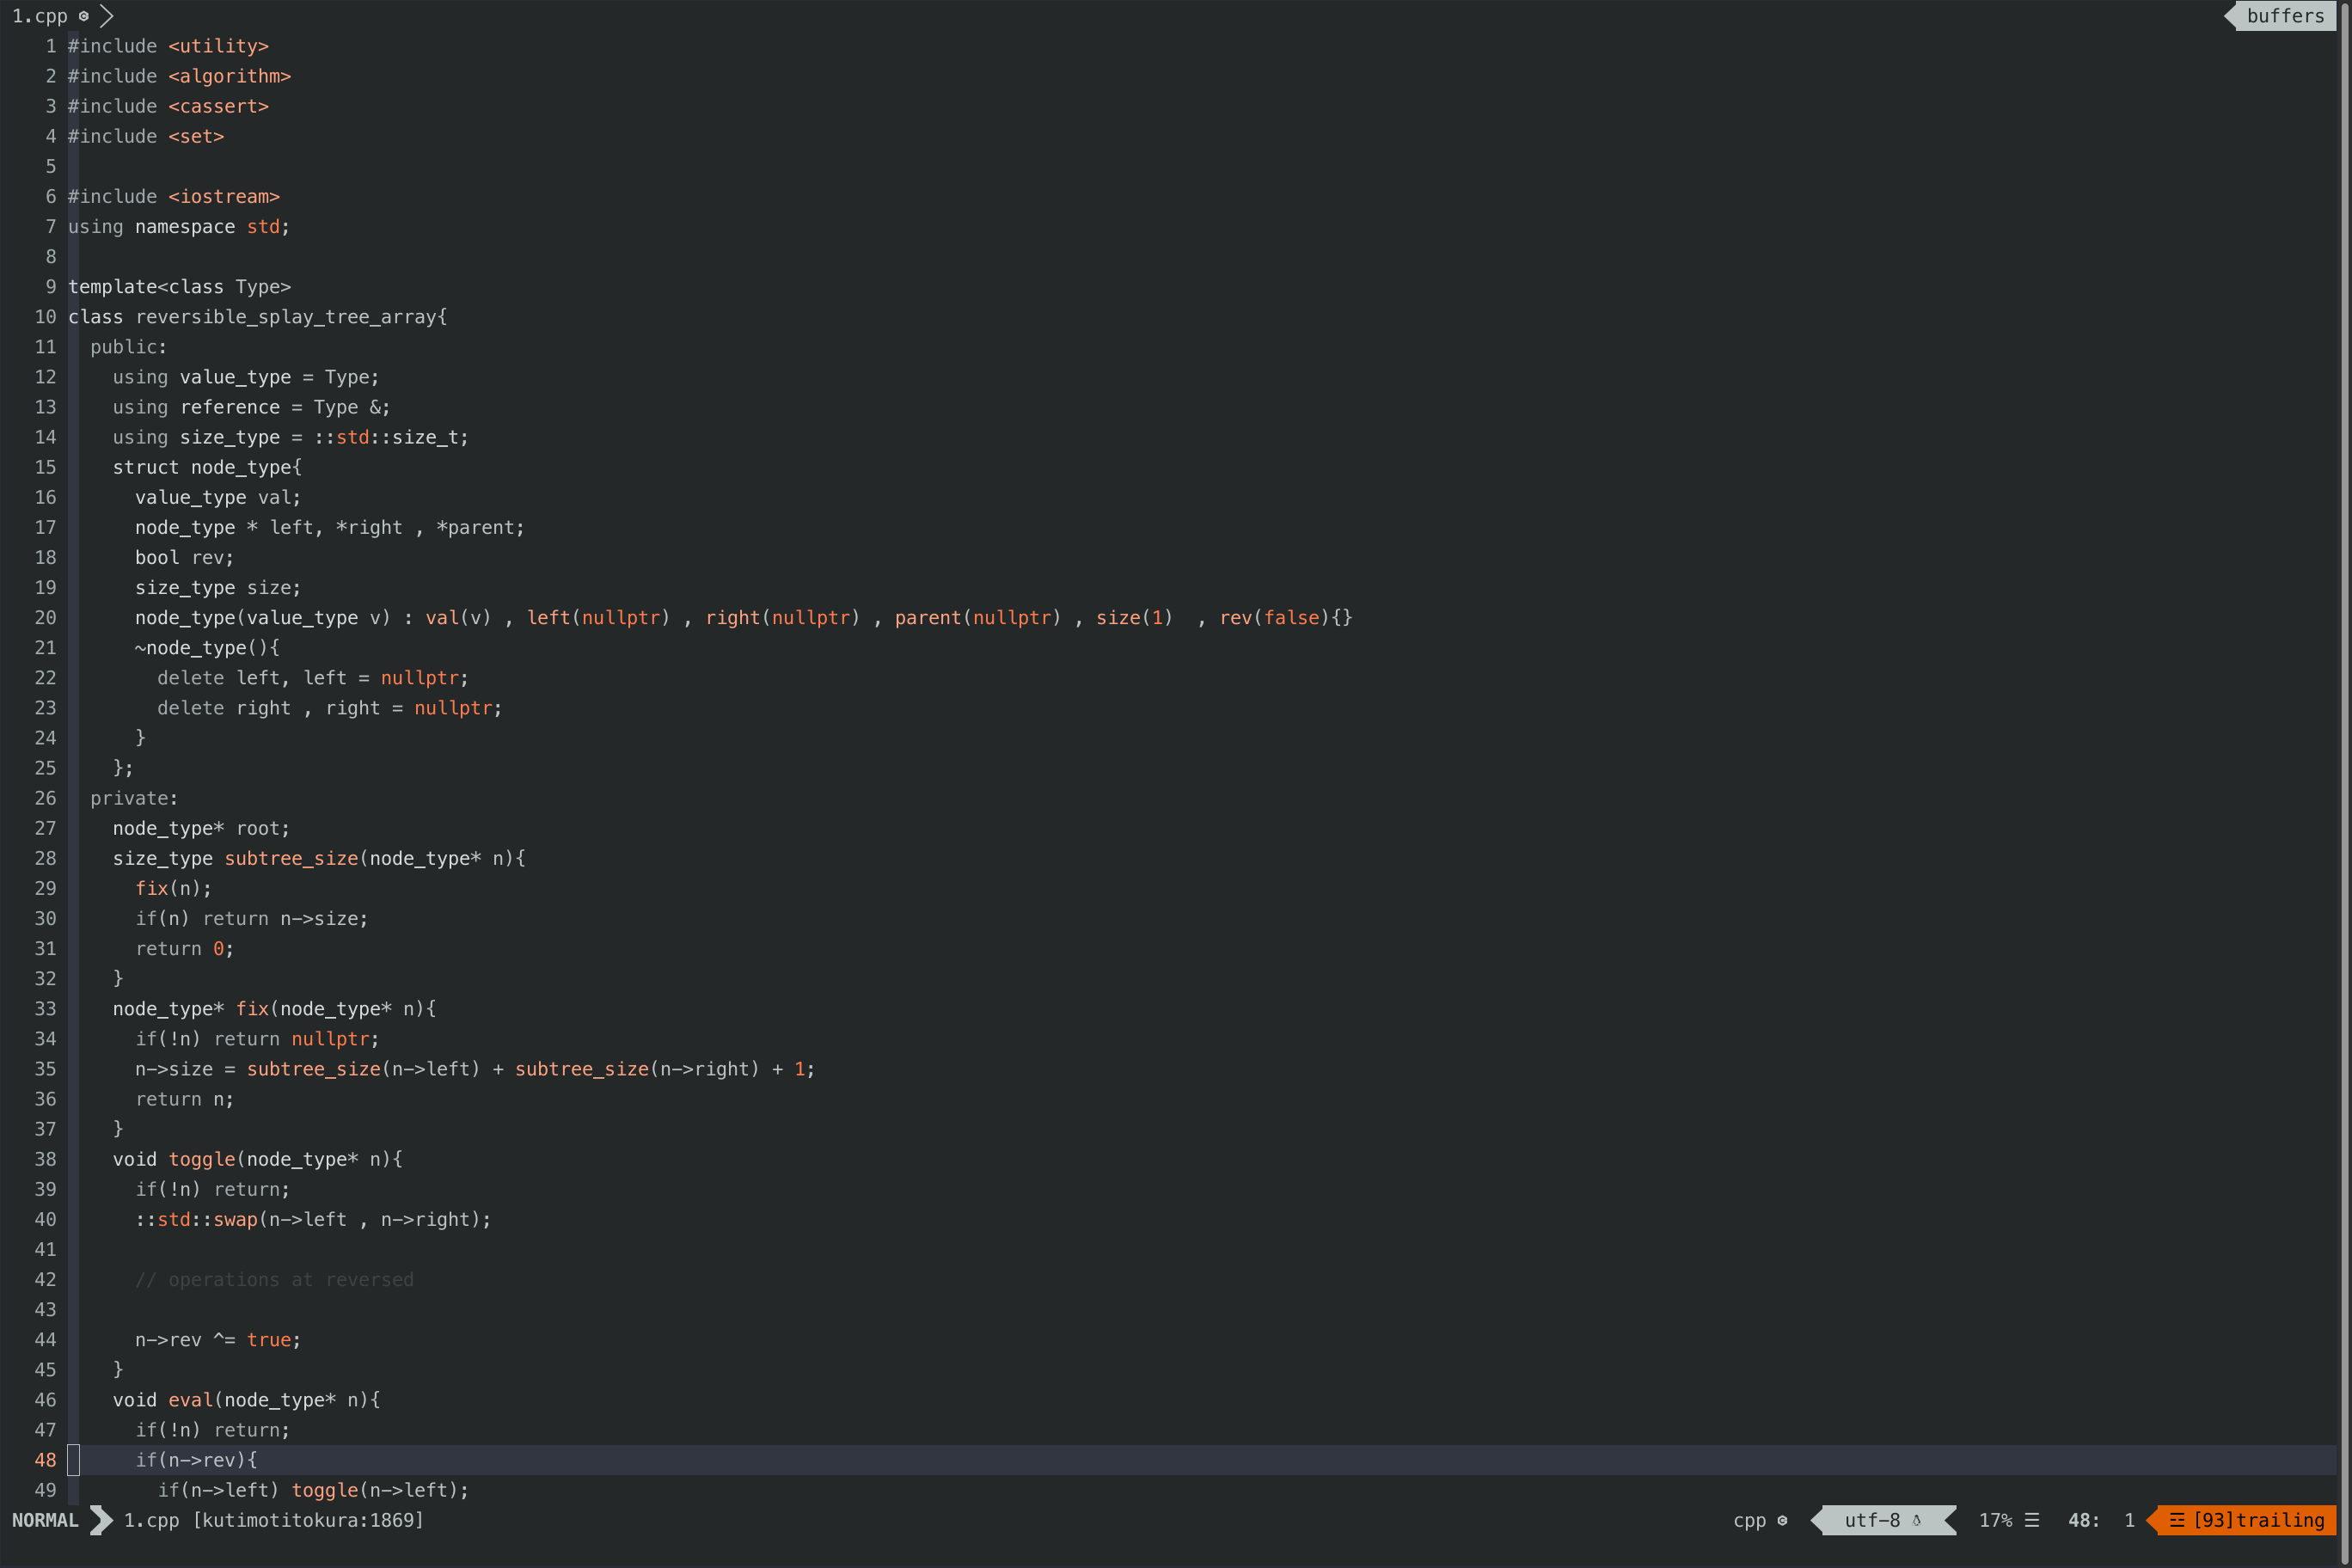 1.cpp
buffers
1 #include <utility>
2 #include <algorithm>
3 #include <cassert>
4 #include <set>
5
6 #include <iostream>
7 using namespace std;
8
9 template<class Type>
10 class reversible_splay_tree_array{
11   public:
12     using value_type = Type;
13     using reference = Type &;
14     using size_type = ::std::size_t;
15     struct node_type{
16       value_type val;
17       node_type * left, *right , *parent;
18       bool rev;
19       size_type size;
20       node_type(value_type v) : val(v) , left(nullptr) , right(nullptr) , parent(nullptr) , size(1)  , rev(false){}
21       ~node_type(){
22         delete left, left = nullptr;
23         delete right , right = nullptr;
24       }
25     };
26   private:
27     node_type* root;
28     size_type subtree_size(node_type* n){
29       fix(n);
30       if(n) return n->size;
31       return 0;
32     }
33     node_type* fix(node_type* n){
34       if(!n) return nullptr;
35       n->size = subtree_size(n->left) + subtree_size(n->right) + 1;
36       return n;
37     }
38     void toggle(node_type* n){
39       if(!n) return;
40       ::std::swap(n->left , n->right);
41
42       // operations at reversed
43
44       n->rev ^= true;
45     }
46     void eval(node_type* n){
47       if(!n) return;
48       if(n->rev){
49         if(n->left) toggle(n->left);
NORMAL 1.cpp [kutimotitokura:1869] cpp utf-8 17% ☰ 48: 1 ☲ [93]trailing